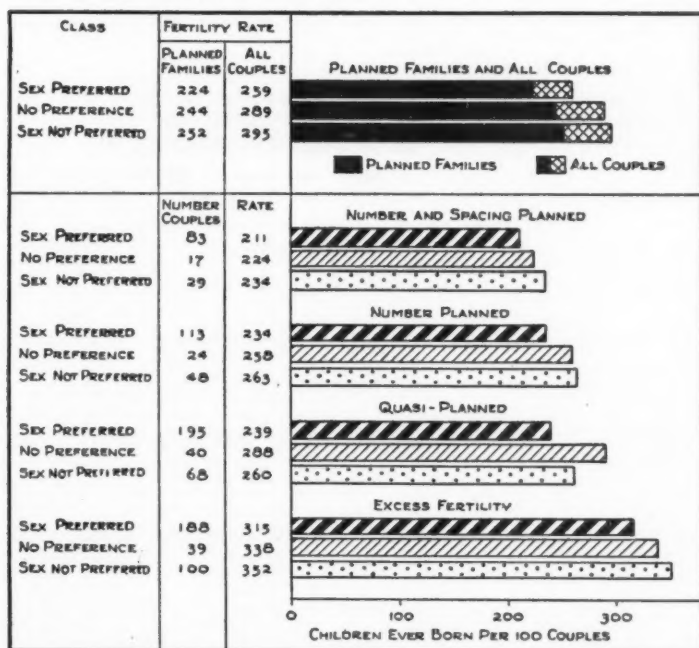 CLASS FERTILITY RATE
PLANNED FAMILIES ALL COUPLES PLANNED FAMILIES AND ALL COUPLES
SEX PREFERRED 224 259
NO PREFERENCE 244 289
SEX NOT PREFERRED 252 295
PLANNED FAMILIES ALL COUPLES
NUMBER COUPLES RATE NUMBER AND SPACING PLANNED
SEX PREFERRED 83 211
NO PREFERENCE 17 224
SEX NOT PREFERRED 29 234
NUMBER PLANNED
SEX PREFERRED 113 234
NO PREFERENCE 24 258
SEX NOT PREFERRED 48 263
QUASI-PLANNED
SEX PREFERRED 195 239
NO PREFERENCE 40 288
SEX NOT PREFERRED 68 260
EXCESS FERTILITY
SEX PREFERRED 188 315
NO PREFERENCE 39 338
SEX NOT PREFERRED 100 352
0 100 200 300
CHILDREN EVER BORN PER 100 COUPLES